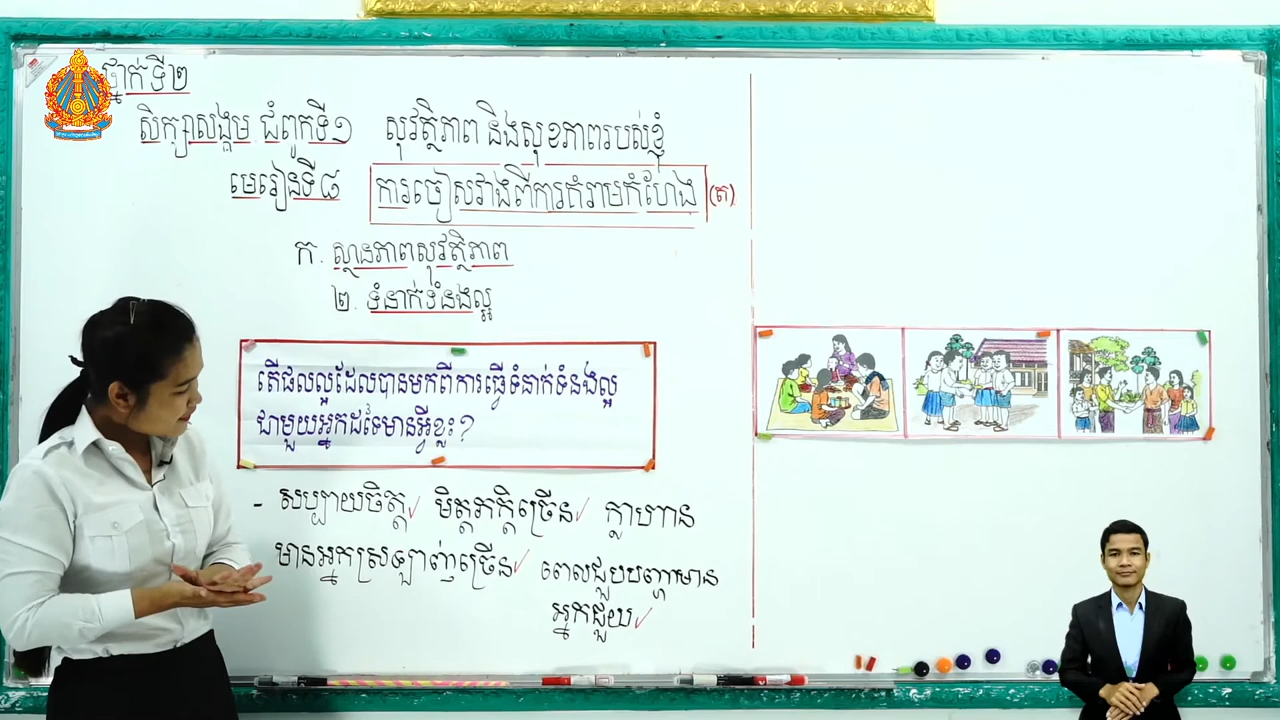 ថ្នាក់ទី២
សិក្សាសង្គម ជំពូកទី១ សុវត្ថិភាព និងសុខភាពរបស់ខ្ញុំ
មេរៀនទី៨ ការចៀសវាងពីការគំរាមកំហែង (ត)
ក. ស្ថានភាពសុវត្ថិភាព
២. ទំនាក់ទំនងល្អ
តើផលល្អដែលបានមកពីការធ្វើទំនាក់ទំនងល្អ
ជាមួយអ្នកដទៃមានអ្វីខ្លះ?
- សប្បាយចិត្ត មិត្តភក្តិច្រើន ក្លាហាន
មានអ្នកស្រឡាញ់ច្រើន ពេលជួបបញ្ហាមាន
អ្នកជួយ